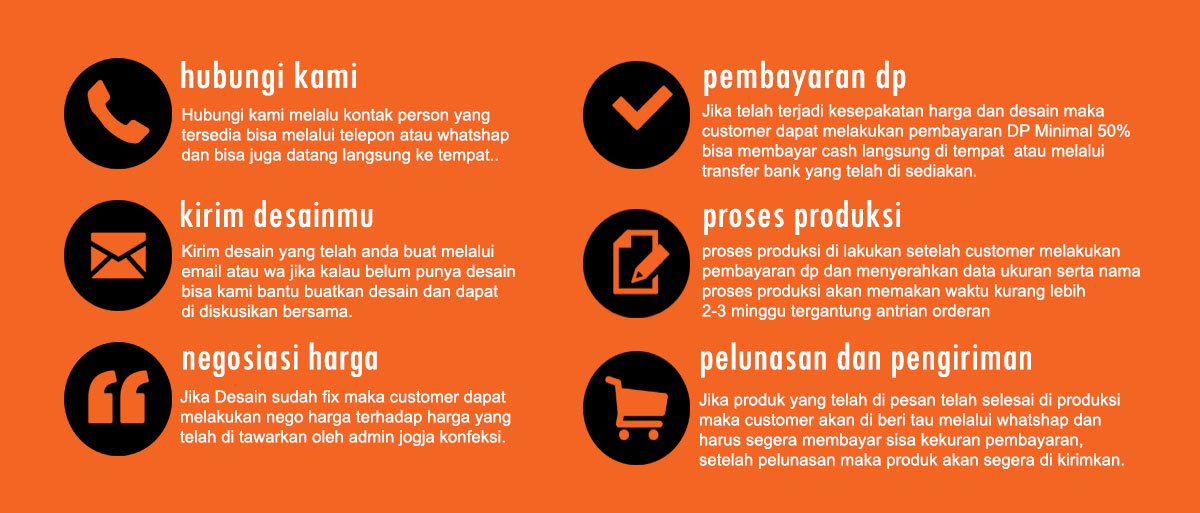 hubungi kami
Hubungi kami melalu kontak person yang
tersedia bisa melalui telepon atau whatshap
dan bisa juga datang langsung ke tempat..
kirim desainmu
Kirim desain yang telah anda buat melalui
email atau wa jika kalau belum punya desain
bisa kami bantu buatkan desain dan dapat
di diskusikan bersama.
negosiasi harga
Jika Desain sudah fix maka customer dapat
melakukan nego harga terhadap harga yang
telah di tawarkan oleh admin jogja konfeksi.
pembayaran dp
Jika telah terjadi kesepakatan harga dan desain maka
customer dapat melakukan pembayaran DP Minimal 50%
bisa membayar cash langsung di tempat atau melalui
transfer bank yang telah di sediakan.
proses produksi
proses produksi di lakukan setelah customer melakukan
pembayaran dp dan menyerahkan data ukuran serta nama
proses produksi akan memakan waktu kurang lebih
2-3 minggu tergantung antrian orderan
pelunasan dan pengiriman
Jika produk yang telah di pesan telah selesai di produksi
maka customer akan di beri tau melalui whatshap dan
harus segera membayar sisa kekuran pembayaran,
setelah pelunasan maka produk akan segera di kirimkan.